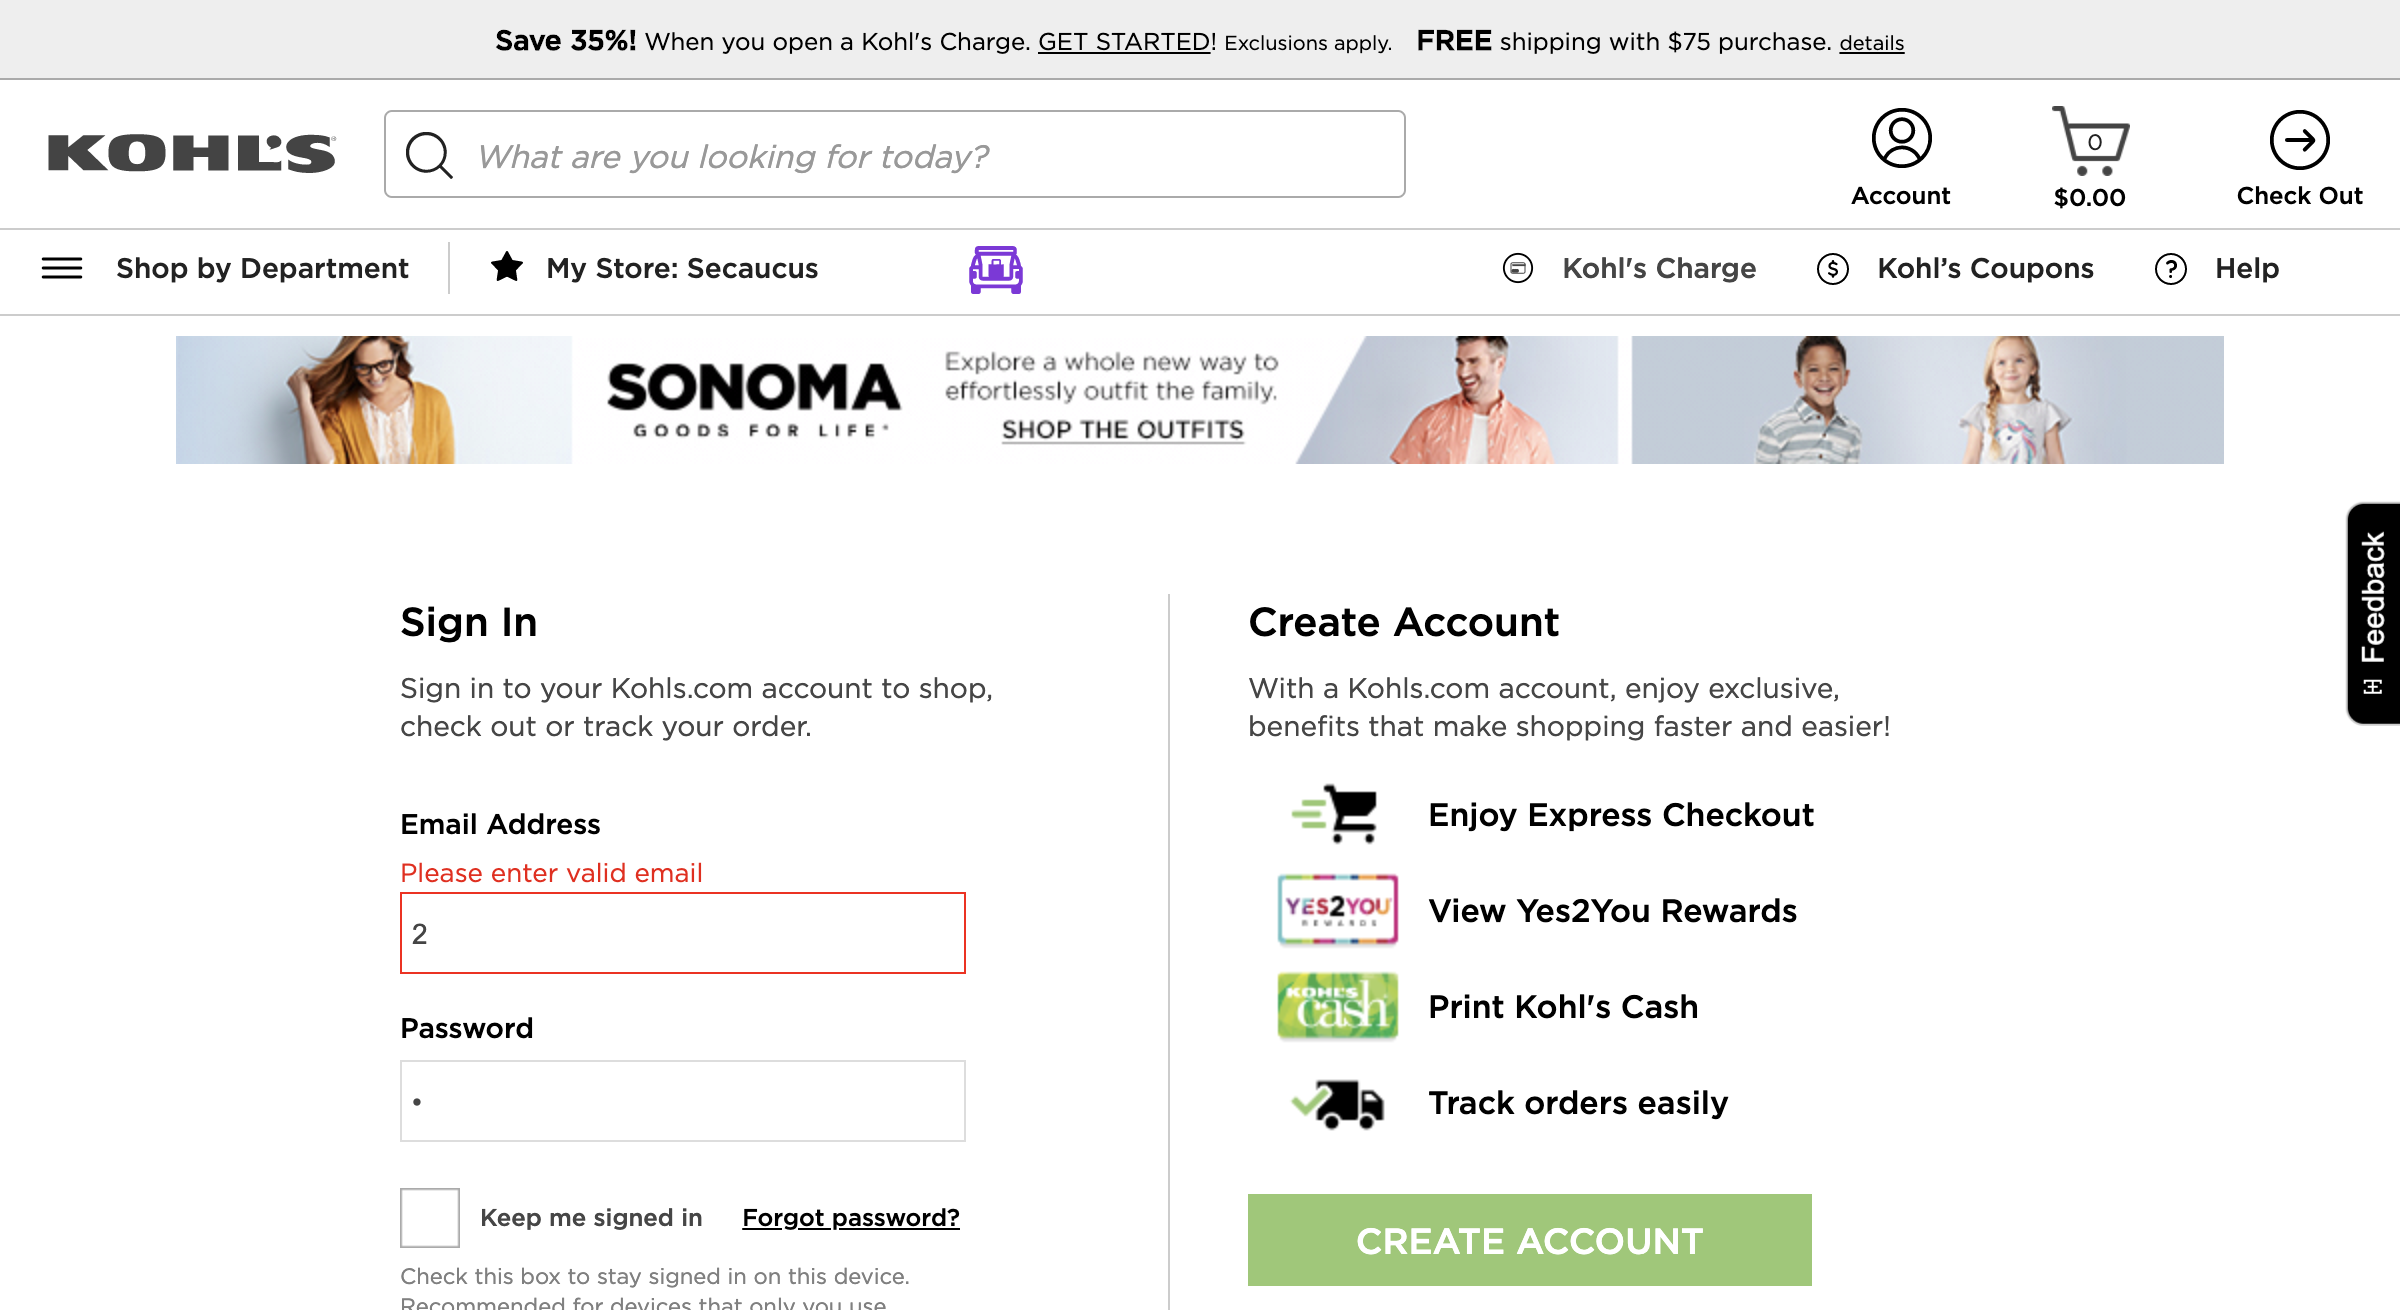 Save 35%! When you open a Kohl's Charge. GET STARTED! Exclusions apply. FREE shipping with $75 purchase. details
KOHL'S
What are you looking for today?
0
Account
$0.00
Check Out
Shop by Department
My Store: Secaucus
Kohl's Charge
$
Kohl’s Coupons
?
Help
SONOMA
GOODS FOR LIFE
Explore a whole new way to
effortlessly outfit the family.
SHOP THE OUTFITS
Feedback
Sign In
Sign in to your Kohls.com account to shop,
check out or track your order.
Email Address
Please enter valid email
2
Password
•
Keep me signed in
Forgot password?
Check this box to stay signed in on this device.
Recommended for devices that only you use
Create Account
With a Kohls.com account, enjoy exclusive,
benefits that make shopping faster and easier!
Enjoy Express Checkout
YES2YOU
REWARDS
View Yes2You Rewards
KOHL'S
cash
Print Kohl's Cash
Track orders easily
CREATE ACCOUNT